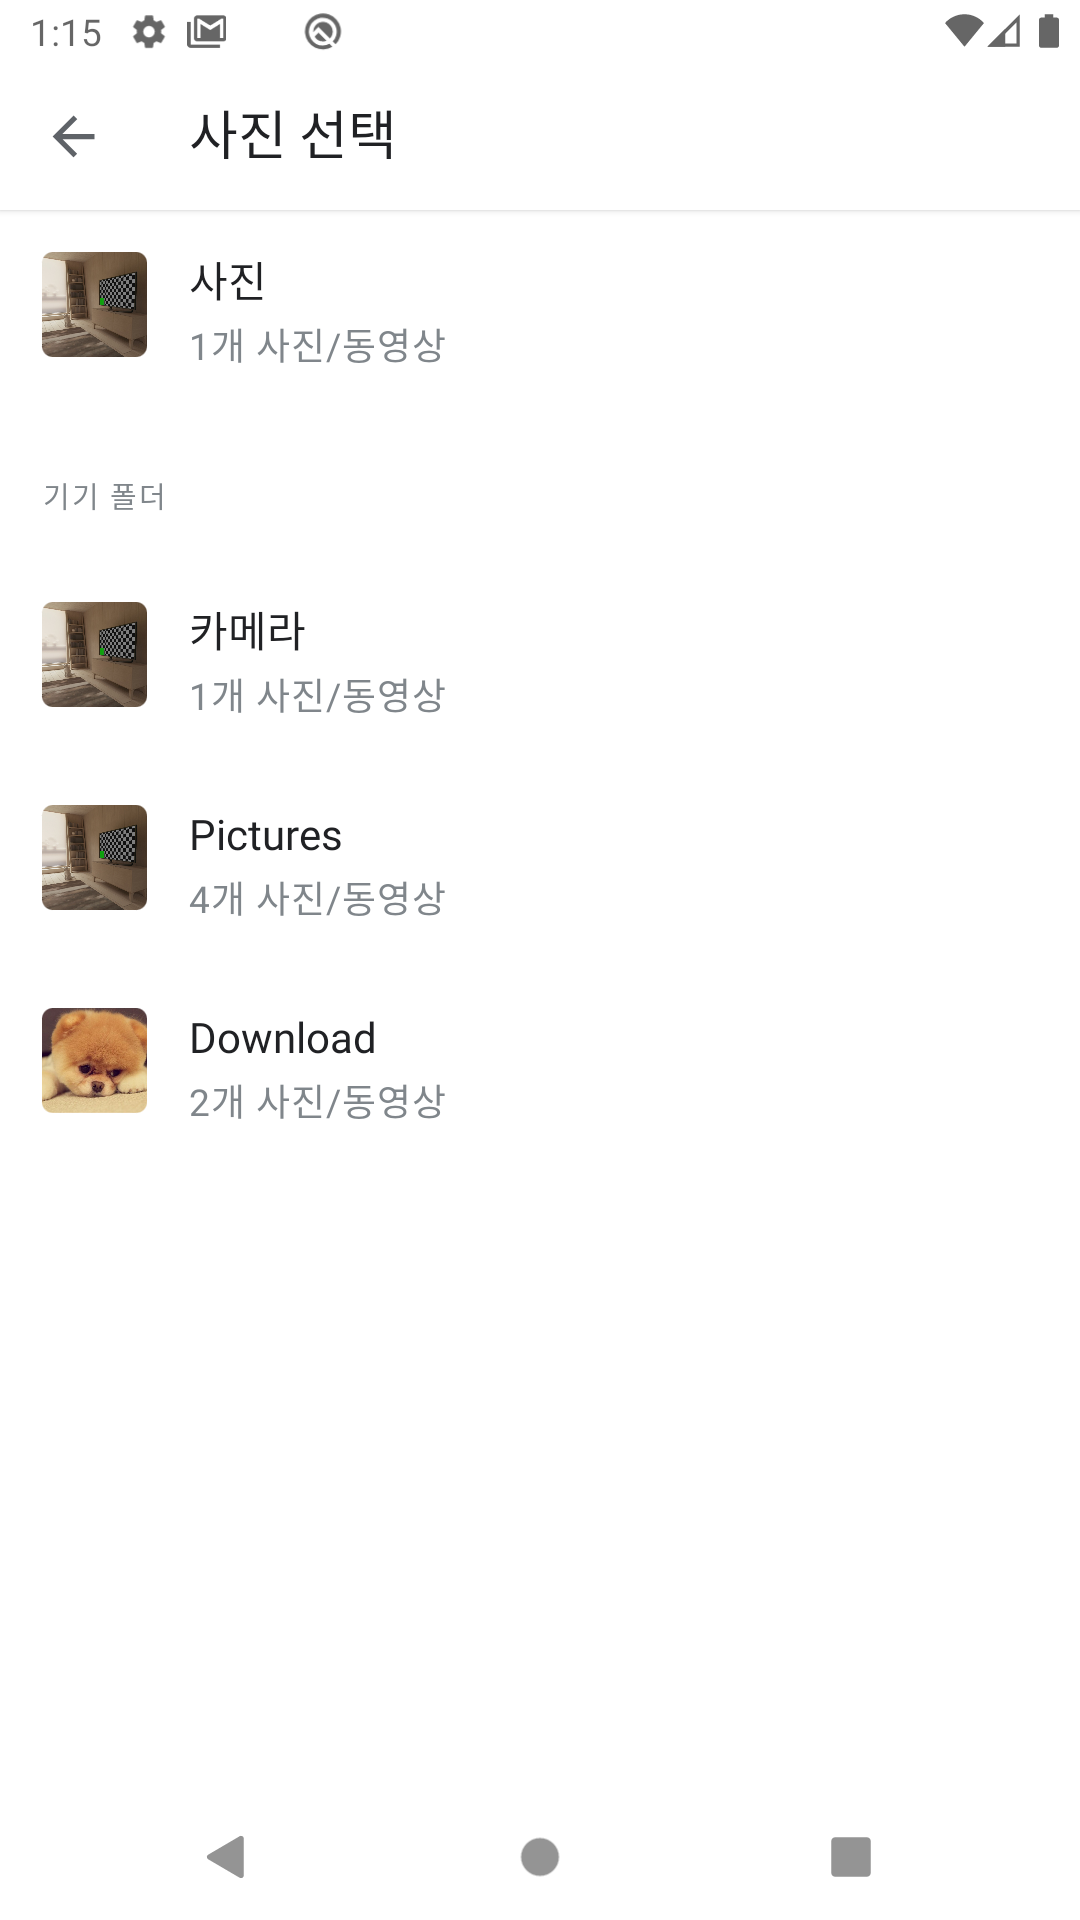 1:15
사진 선택
사진
1개 사진/동영상
기기 폴더
카메라
1개 사진/동영상
Pictures
4개 사진/동영상
Download
2개 사진/동영상